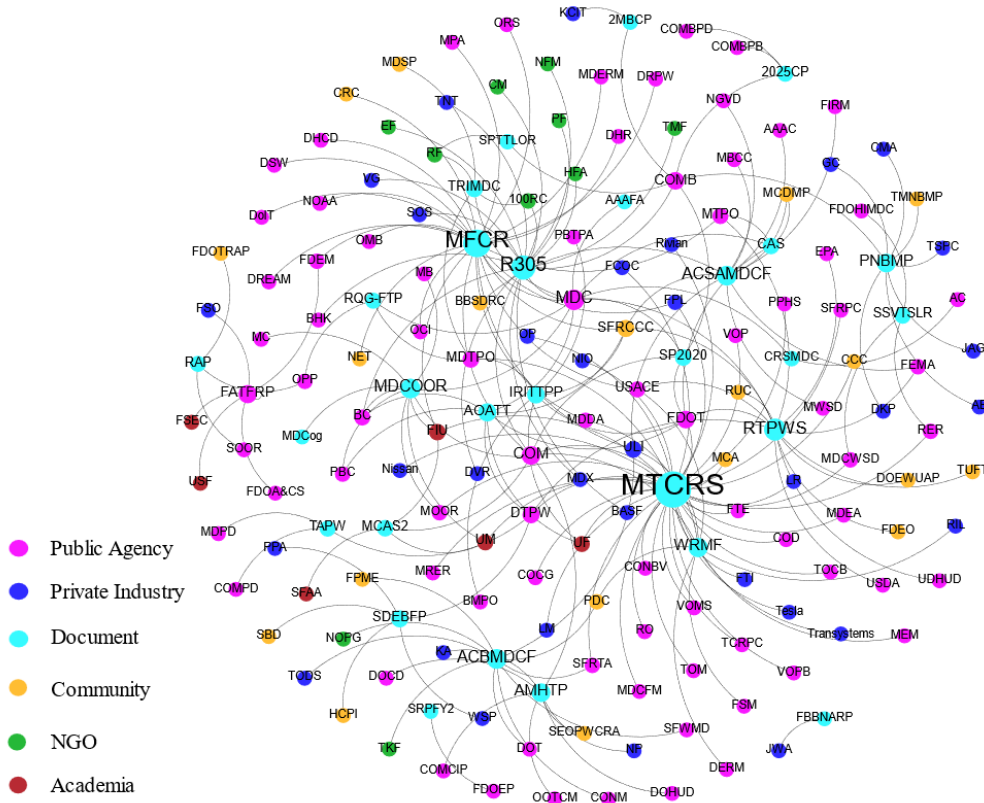 KCIT
ORS
2MBCP
COMBPD
MPA
COMBPB
MDSP
NFM
MDERM
DRPW
2025CP
CRC
CM
TNT
NGVD
FIRM
EF
SPTTLOR
PF
DHR
TMF
AAAC
DHCD
RF
MBCC
GC
CMA
DSW
VG
TRIMDC
HFA
COMB
MCDMP
TMNBMP
NOAA
100RC
AAAFA
DolT
SOS
MTPO
FDOHIMDC
FDOTRAP
OMB
MFCR
PBTPA
RMan
CAS
TSFC
FDEM
R305
FCOC
EPA
PNBMP
DREAM
MB
ACSAMDCF
RQG-FTP
BBSDRC
MDC
FPL
PPHS
SFRPC
AC
FSO
BHK
SSVTSLR
MC
OCI
OP
SFRCCC
VOP
JAG
RAP
NET
MDTPO
NIO
SP2020
CRSMDC
CCC
FEMA
FATFRP
OPP
MDCOOR
IRITTPP
USACE
RUC
FSEC
BC
AOATT
MDDA
FDOT
MWSD
DKP
MDCog
FIU
RTPWS
RER
SOOR
COM
ULI
MCA
MDCWSD
USF
PBC
Nissan
DVR
MDX
MTCRS
LR
DOEWUAP
TUFT
FDQA&CS
MOOR
DTPW
BASF
FTE
MDEA
MDPD
TAPW
MCAS2
FDEO
RIL
PPA
UM
UF
WRMF
COD
COMPD
FPME
MRER
COCG
CONBV
TOCB
SFAA
FTI
USDA
UDHUD
SDEBFP
BMPO
PDC
VOMS
Tesla
SBD
NOFG
LM
RO
TCRPC
Transystems
MEM
KA
ACBMDCF
TODS
DOCD
SFRTA
TOM
VOPB
AMHTP
MDCFM
HCPI
SRPFY2
WSP
FSM
FBBNARP
SEOPWCRA
SFWMD
TKF
DOT
NP
JWA
COMCIP
DERM
FDOEP
OOTCM
CONM
DOHUD
Public Agency
Private Industry
Document
Community
NGO
Academia